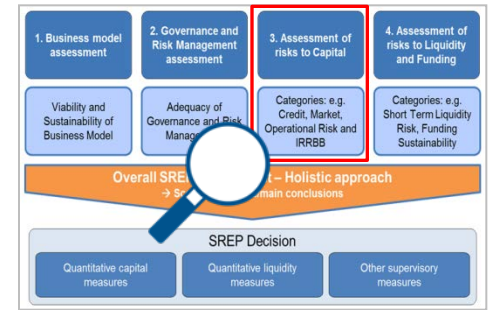 1. Business model
assessment
2. Governance and
Risk Management
assessment
3. Assessment of
risks to Capital
4. Assessment of
risks to Liquidity
and Funding
Viability and
Sustainability of
Business Model
Adequacy of
Governance and Risk
Categories: e.g.
Credit, Market,
Operational Risk and
IRRBB
Categories: e.g.
Short Term Liquidity
Risk, Funding
Sustainability
Overall – Holistic approach
→ main conclusions
SREP Decision
Quantitative capital
measures
Quantitative liquidity
measures
Other supervisory
measures